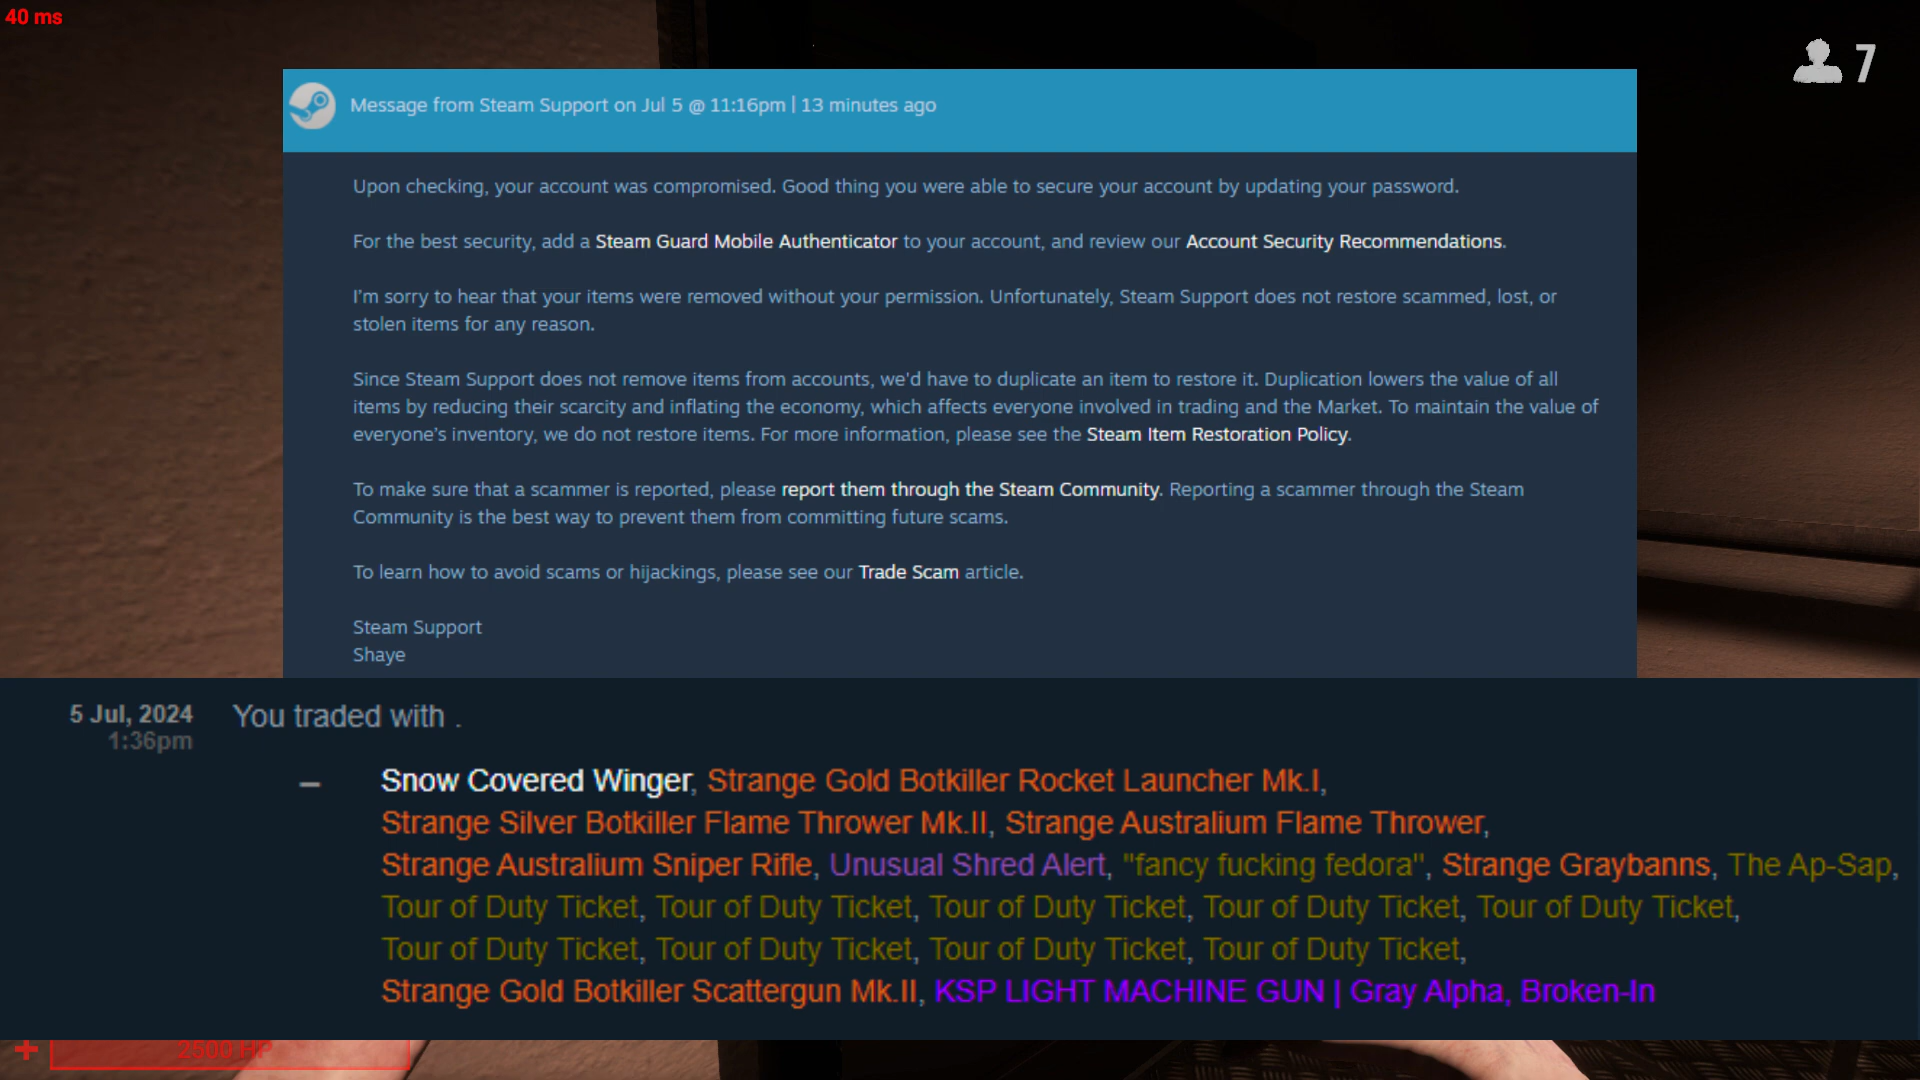 40 ms
7
Message from Steam Support on Jul 5 @ 11:16pm | 13 minutes ago
Upon checking, your account was compromised. Good thing you were able to secure your account by updating your password.
For the best security, add a Steam Guard Mobile Authenticator to your account, and review our Account Security Recommendations.
I'm sorry to hear that your items were removed without your permission. Unfortunately, Steam Support does not restore scammed, lost, or
stolen items for any reason.
Since Steam Support does not remove items from accounts, we'd have to duplicate an item to restore it. Duplication lowers the value of all
items by reducing their scarcity and inflating the economy, which affects everyone involved in trading and the Market. To maintain the value of
everyone's inventory, we do not restore items. For more information, please see the Steam Item Restoration Policy.
To make sure that a scammer is reported, please report them through the Steam Community. Reporting a scammer through the Steam
Community is the best way to prevent them from committing future scams.
To learn how to avoid scams or hijackings, please see our Trade Scam article.
Steam Support
Shaye
5 Jul, 2024 You traded with .
1:36pm
– Snow Covered Winger, Strange Gold Botkiller Rocket Launcher Mk.I,
Strange Silver Botkiller Flame Thrower Mk.II, Strange Australium Flame Thrower,
Strange Australium Sniper Rifle, Unusual Shred Alert, "fancy fucking fedora", Strange Graybanns, The Ap-Sap,
Tour of Duty Ticket, Tour of Duty Ticket, Tour of Duty Ticket, Tour of Duty Ticket, Tour of Duty Ticket,
Tour of Duty Ticket, Tour of Duty Ticket, Tour of Duty Ticket, Tour of Duty Ticket,
Strange Gold Botkiller Scattergun Mk.II, KSP LIGHT MACHINE GUN | Gray Alpha, Broken-In
+ 2500 HP